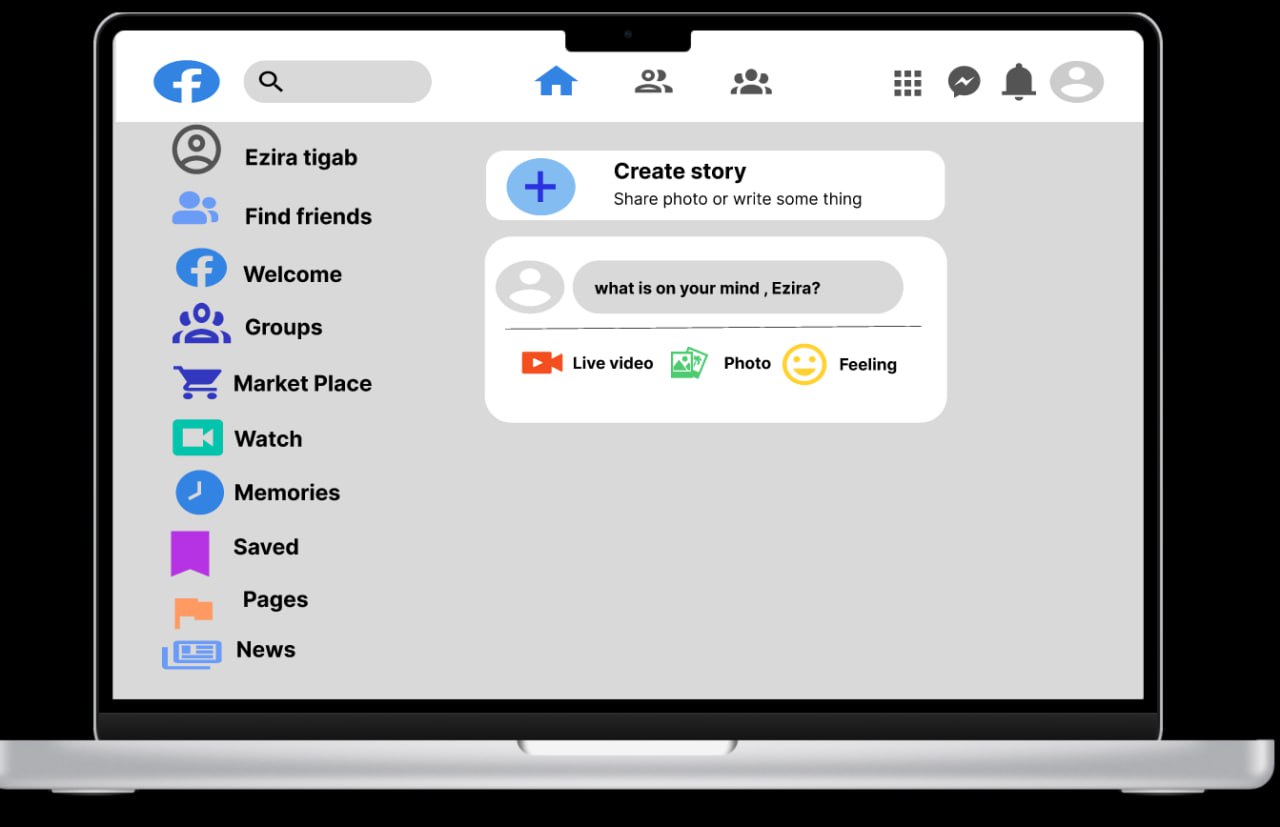 Ezira tigab
Find friends
Welcome
Groups
Market Place
Watch
Memories
Saved
Pages
News
Create story
Share photo or write some thing
what is on your mind , Ezira?
Live video
Photo
Feeling